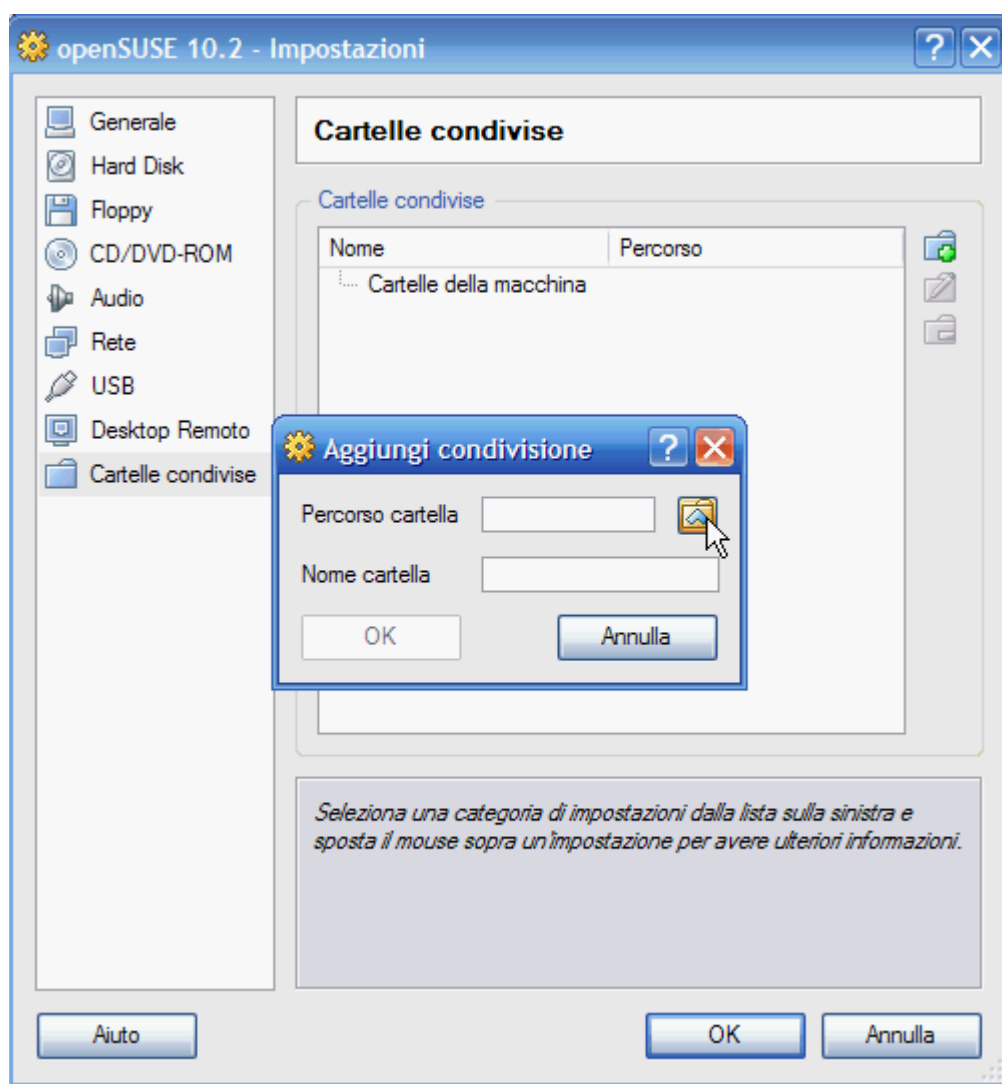 openSUSE 10.2 - Impostazioni
Generale
Hard Disk
Floppy
CD/DVD-ROM
Audio
Rete
USB
Desktop Remoto
Cartelle condivise
Cartelle condivise
Cartelle condivise
Nome Percorso
Cartelle della macchina
Aggiungi condivisione
Percorso cartella
Nome cartella
OK Annulla
Seleziona una categoria di impostazioni dalla lista sulla sinistra e
sposta il mouse sopra un'impostazione per avere ulteriori informazioni.
Aiuto OK Annulla